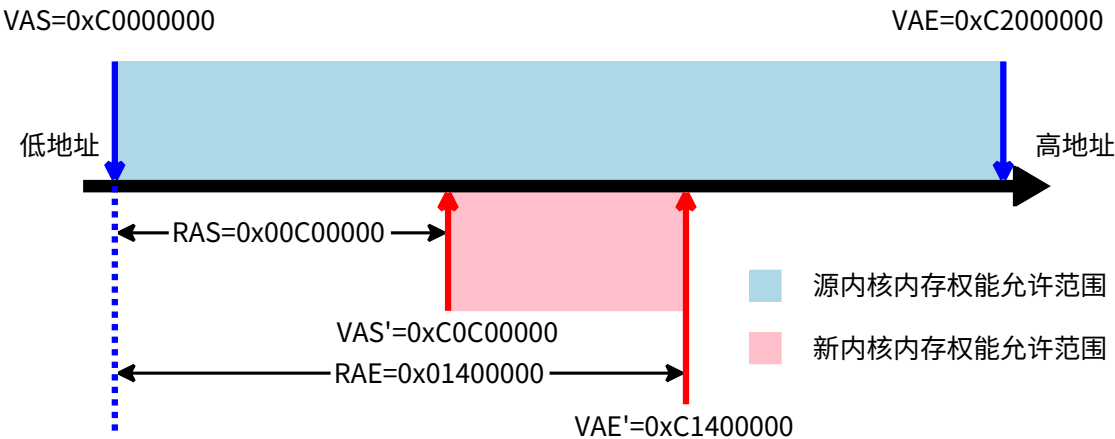 VAS=0xC0000000
VAE=0xC2000000
低地址
高地址
RAS=0x00C00000
源内核内存权能允许范围
VAS'=0xC0C00000
新内核内存权能允许范围
RAE=0x01400000
VAE'=0xC1400000